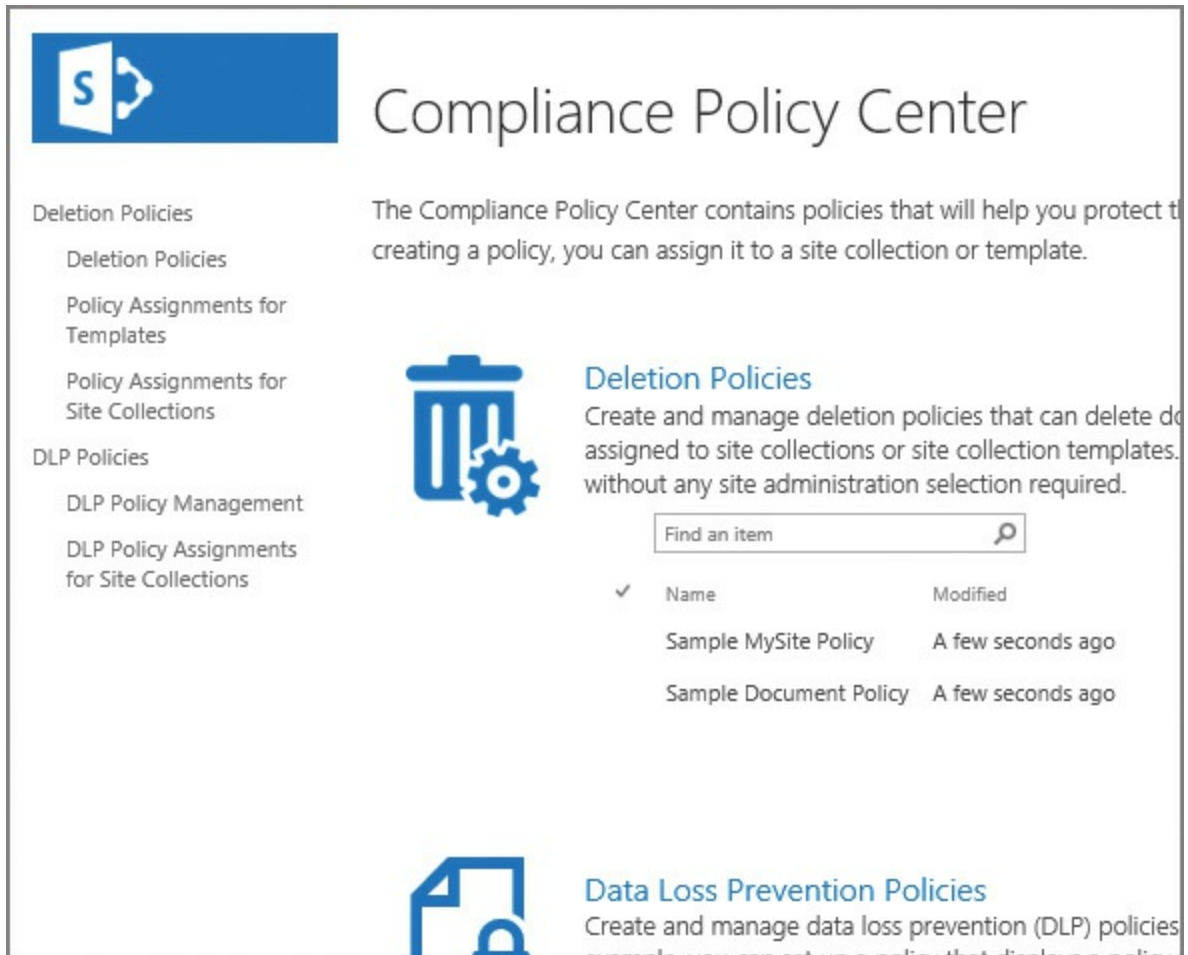 S
Compliance Policy Center
Deletion Policies
Deletion Policies
Policy Assignments for
Templates
Policy Assignments for
Site Collections
DLP Policies
DLP Policy Management
DLP Policy Assignments
for Site Collections
The Compliance Policy Center contains policies that will help you protect
creating a policy, you can assign it to a site collection or template.
Deletion Policies
Create and manage deletion policies that can delete
assigned to site collections or site collection templates.
without any site administration selection required.
Find an item
Name Modified
Sample MySite Policy A few seconds ago
Sample Document Policy A few seconds ago
Data Loss Prevention Policies
Create and manage data loss prevention (DLP) policies